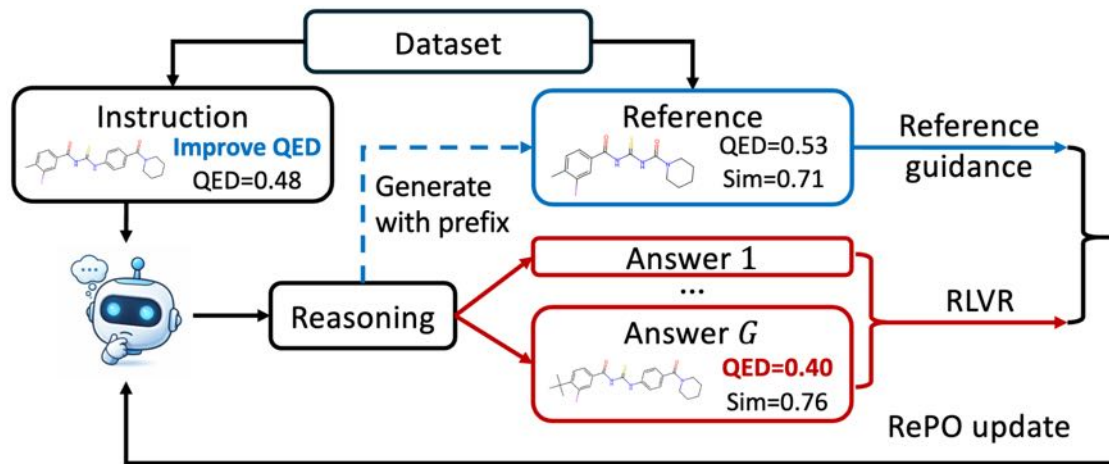 Dataset
Instruction
Improve QED
QED=0.48
Reference
QED=0.53
Sim=0.71
Reference
guidance
Generate
with prefix
Reasoning
Answer 1
...
Answer G
QED=0.40
Sim=0.76
RLVR
RePO update